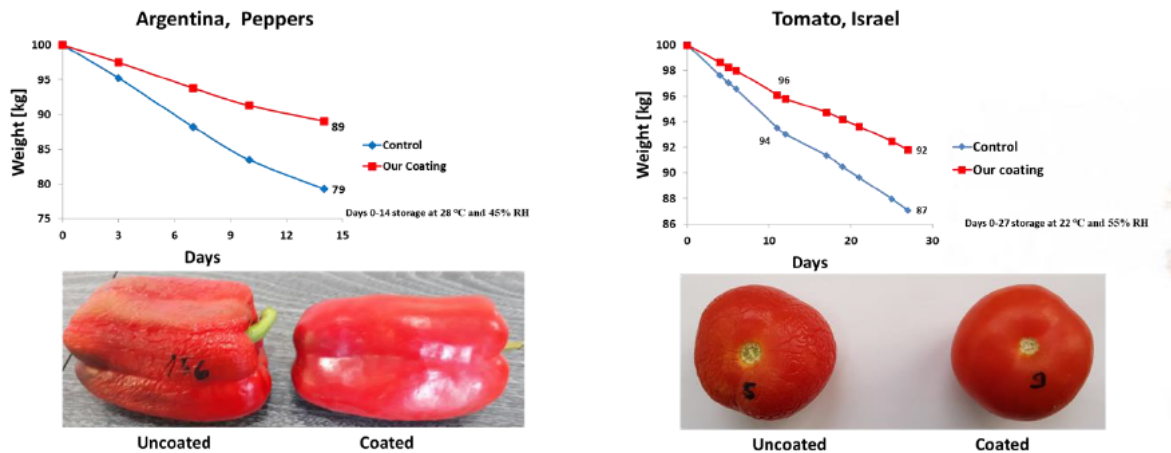 Argentina, Peppers
100
95
90
85
80
75
Weight [kg]
89
79
Control
Our Coating
Days 0-14 storage at 28 °C and 45% RH
0 3 6 9 12 15
Days
136
Uncoated Coated
Tomato, Israel
100
98
96
94
92
90
88
86
Weight [kg]
96
94
92
87
Control
Our coating
Days 0-27 storage at 22 °C and 55% RH
0 10 20 30
Days
5 9
Uncoated Coated